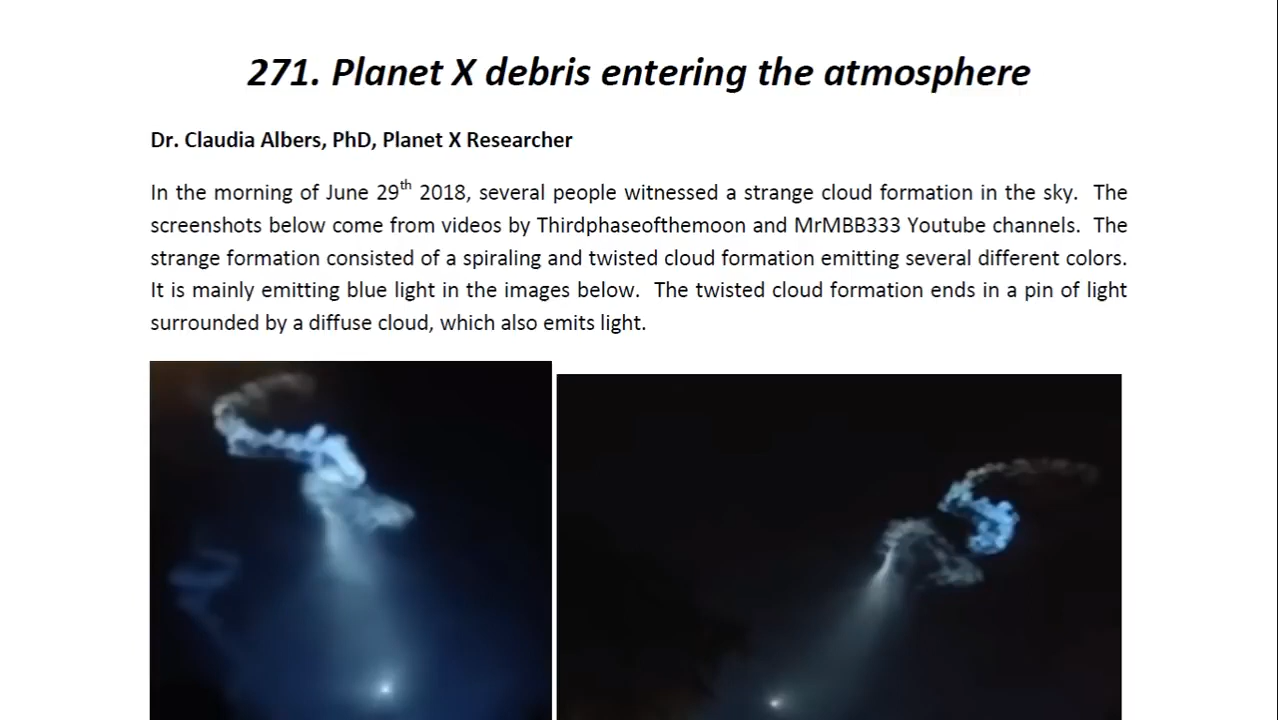 271. Planet X debris entering the atmosphere
Dr. Claudia Albers, PhD, Planet X Researcher
In the morning of June 29th 2018, several people witnessed a strange cloud formation in the sky. The
screenshots below come from videos by Thirdphaseofthemoon and MrMBB333 Youtube channels. The
strange formation consisted of a spiraling and twisted cloud formation emitting several different colors.
It is mainly emitting blue light in the images below. The twisted cloud formation ends in a pin of light
surrounded by a diffuse cloud, which also emits light.